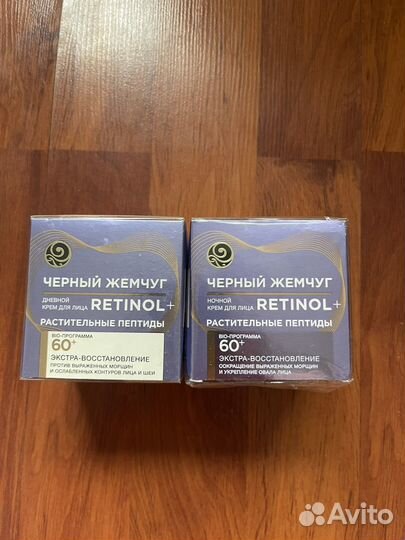 ЧЕРНЫЙ ЖЕМЧУГ
ДНЕВНОЙ
КРЕМ ДЛЯ ЛИЦА RETINOL+
РАСТИТЕЛЬНЫЕ ПЕПТИДЫ
BIO-ПРОГРАММА
60+
ЭКСТРА-ВОССТАНОВЛЕНИЕ
ПРОТИВ ВЫРАЖЕННЫХ МОРЩИН
И ОСЛАБЛЕННЫХ КОНТУРОВ ЛИЦА И ШЕИ
ЧЕРНЫЙ ЖЕМЧУГ
НОЧНОЙ
КРЕМ ДЛЯ ЛИЦА RETINOL+
РАСТИТЕЛЬНЫЕ ПЕПТИДЫ
BIO-ПРОГРАММА
60+
ЭКСТРА-ВОССТАНОВЛЕНИЕ
СОКРАЩЕНИЕ ВЫРАЖЕННЫХ МОРЩИН
И УКРЕПЛЕНИЕ ОВАЛА ЛИЦА
Avito